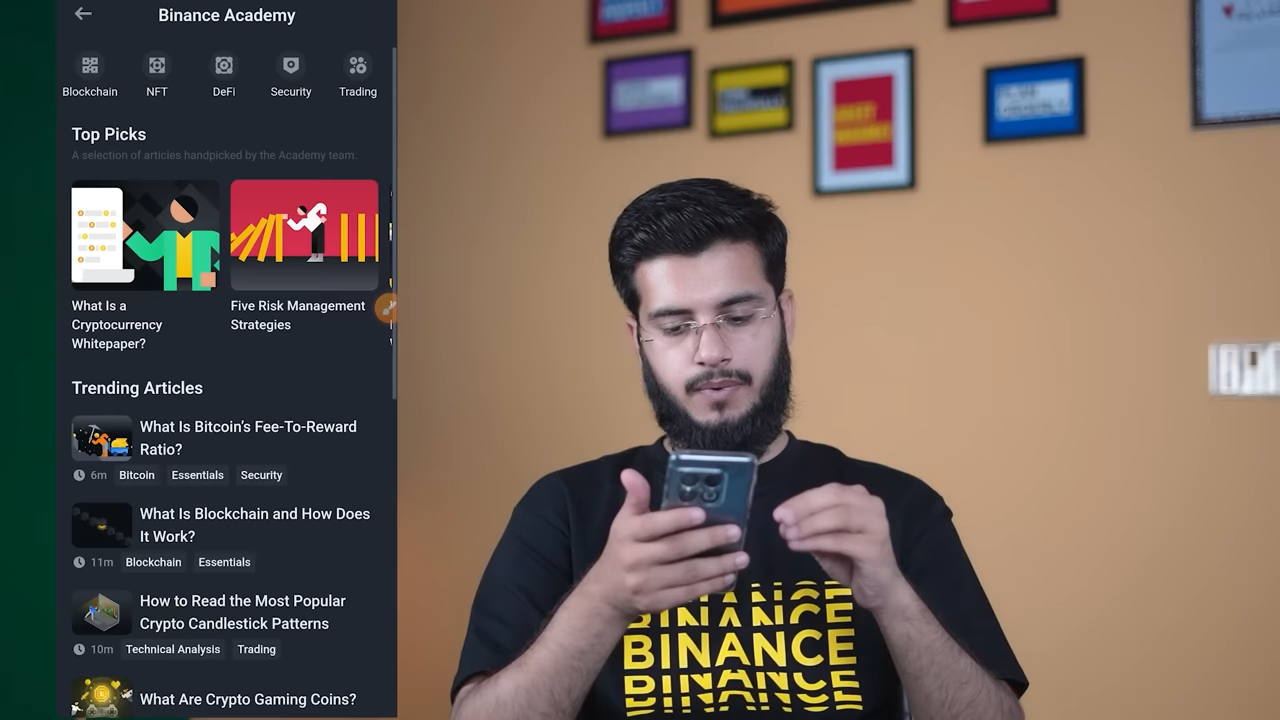 Binance Academy
Blockchain
NFT
DeFi
Security
Trading
Top Picks
A selection of articles handpicked by the Academy team.
What Is a
Cryptocurrency
Whitepaper?
Five Risk Management
Strategies
Trending Articles
What Is Bitcoin's Fee-To-Reward
Ratio?
6m Bitcoin Essentials Security
What Is Blockchain and How Does
It Work?
11m Blockchain Essentials
How to Read the Most Popular
Crypto Candlestick Patterns
10m Technical Analysis Trading
What Are Crypto Gaming Coins?
BINANCE
BINANCE
BINANCE
BINANCE
BINANCE